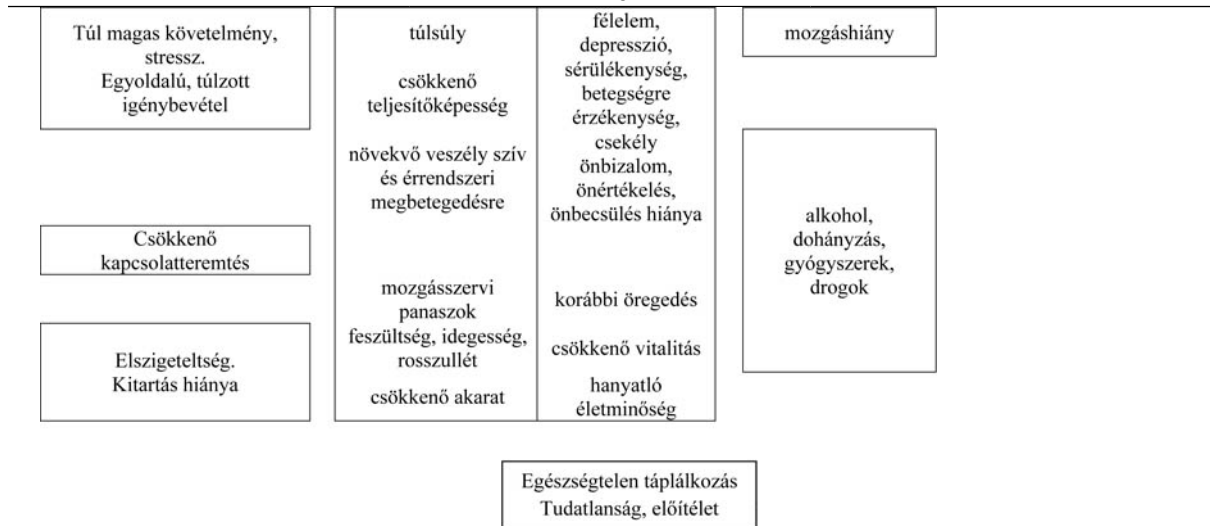 Túl magas követelmény,
stressz.
Egyoldalú, túlzott
igénybevétel
Csökkenő
kapcsolatteremtés
Elszigeteltség.
Kitartás hiánya
túlsúly
csökkenő
teljesítőképesség
növekvő veszély szív
és érrendszeri
megbetegedésre
mozgásszervi
panaszok
feszültség, idegesség,
rosszullét
csökkenő akarat
félelem,
depresszió,
sérülékenység,
betegségre
érzékenység,
csekély
önbizalom,
önértékelés,
önbecsülés hiánya
korábbi öregedés
csökkenő vitalitás
hanyatló
életminőség
mozgáshiány
alkohol,
dohányzás,
gyógyszerek,
drogok
Egészségtelen táplálkozás
Tudatlanság, előítélet